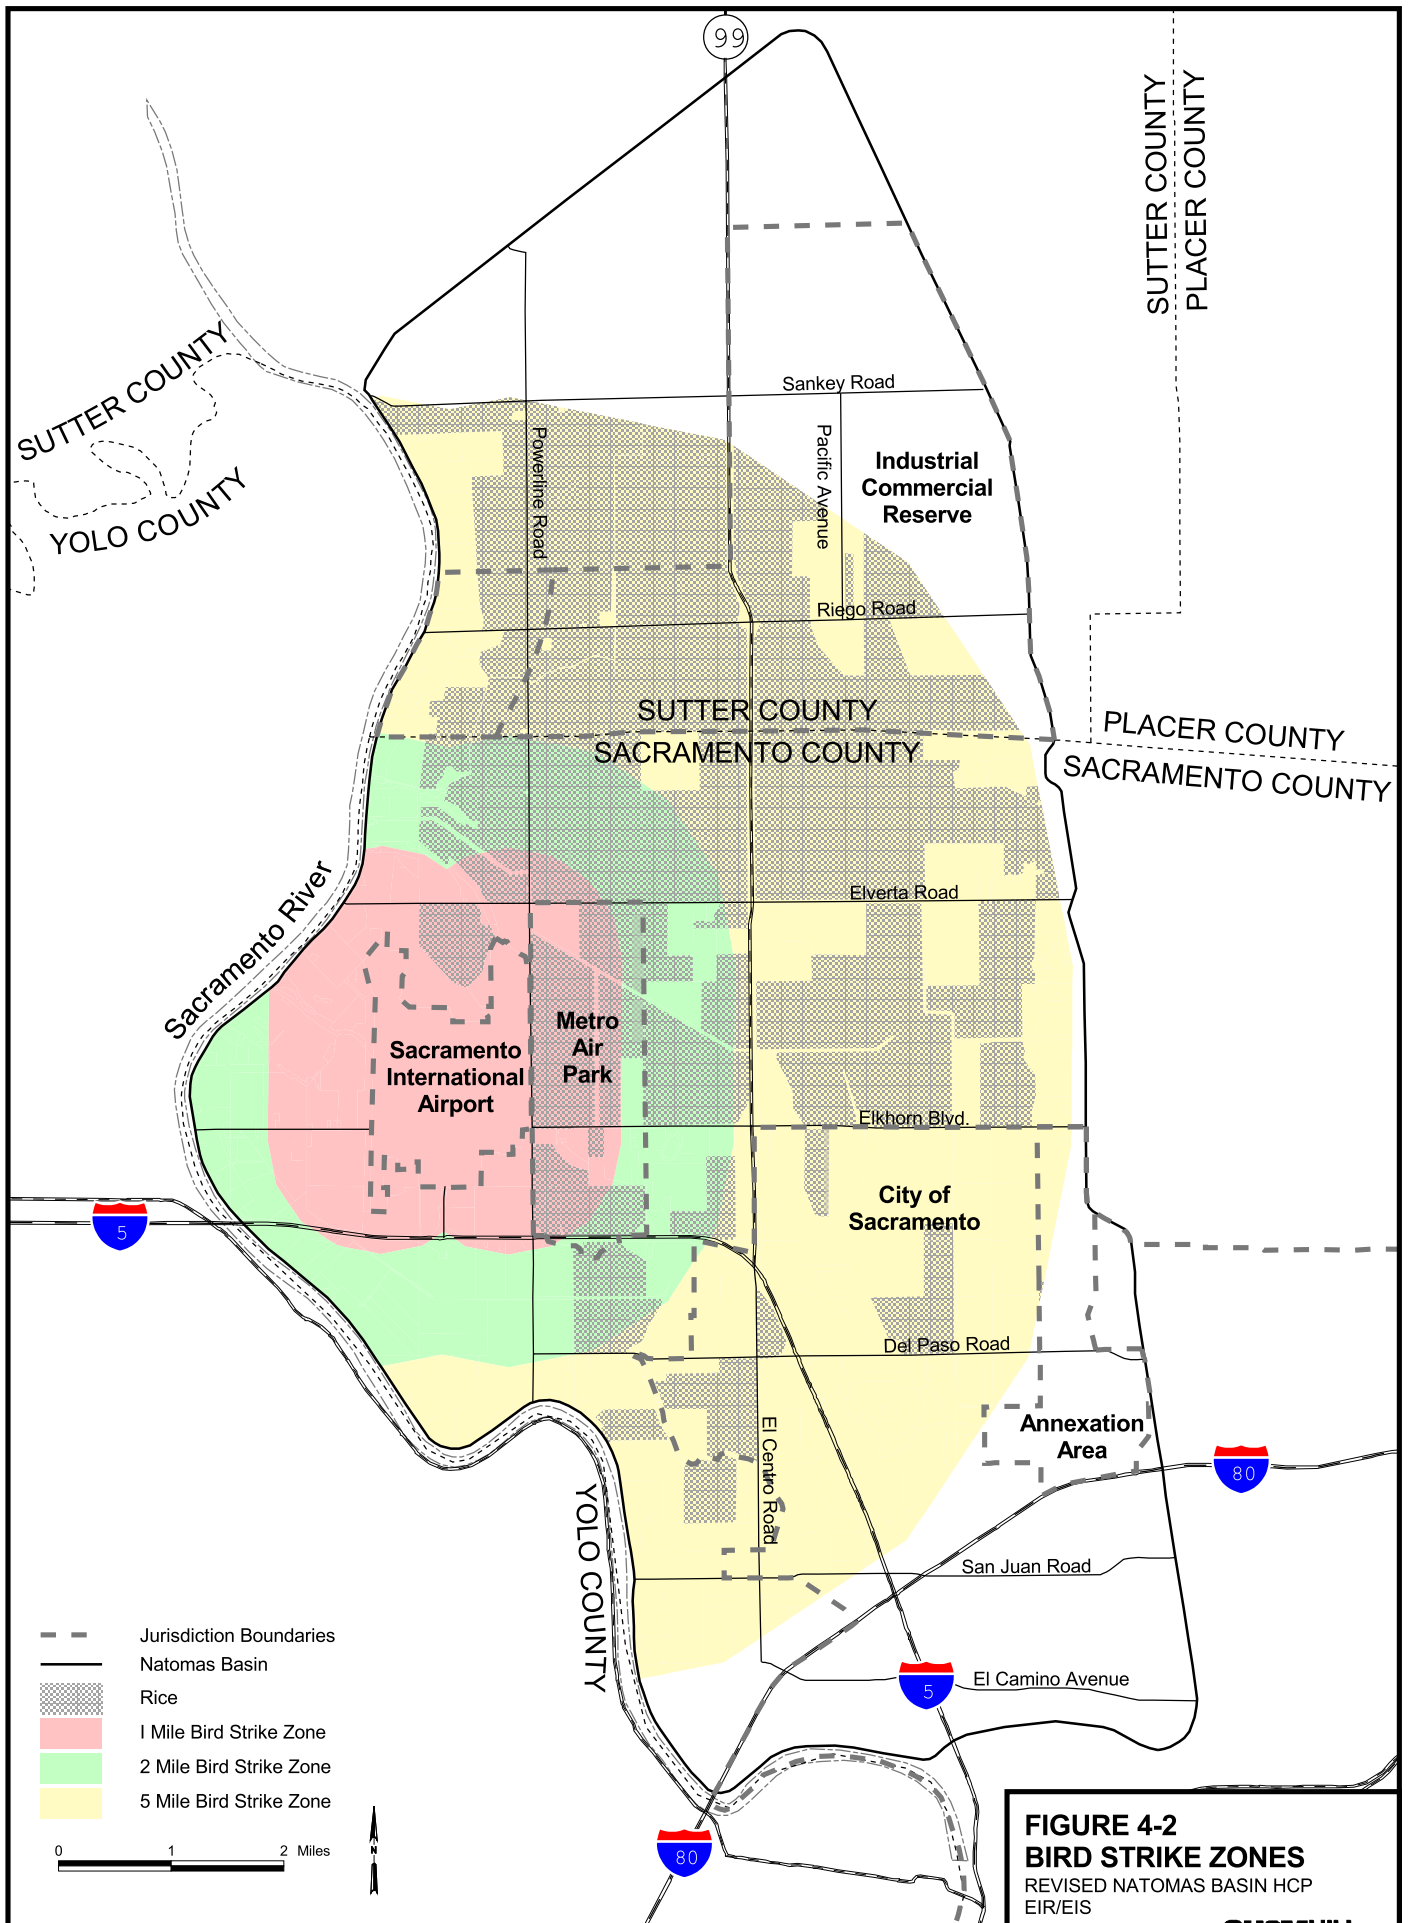 99
SUTTER COUNTY
PLACER COUNTY
SUTTER COUNTY
YOLO COUNTY
Sankey Road
Powerline Road
Pacific Avenue
Industrial
Commercial
Reserve
Riego Road
SUTTER COUNTY
SACRAMENTO COUNTY
PLACER COUNTY
SACRAMENTO COUNTY
Sacramento River
Elverta Road
Metro
Air
Park
Sacramento
International
Airport
Elkhorn Blvd.
City of
Sacramento
5
Del Paso Road
Annexation
Area
El Centro Road
80
YOLO COUNTY
San Juan Road
El Camino Avenue
5
80
Jurisdiction Boundaries
Natomas Basin
Rice
I Mile Bird Strike Zone
2 Mile Bird Strike Zone
5 Mile Bird Strike Zone
0 1 2 Miles
N
FIGURE 4-2
BIRD STRIKE ZONES
REVISED NATOMAS BASIN HCP
EIR/EIS